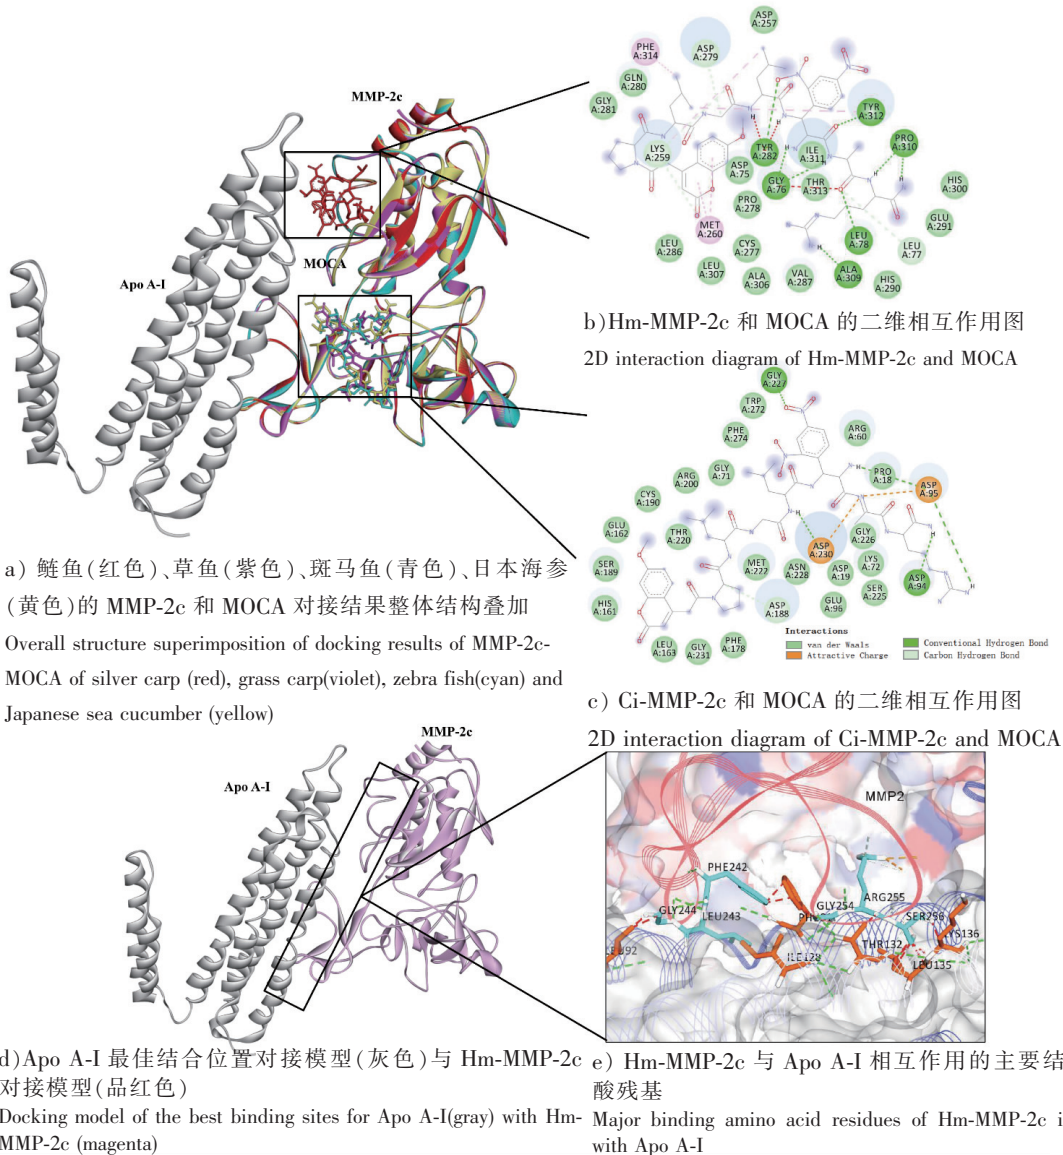 MMP-2c
Apo A-I
MOCA
a) 鲢鱼(红色)、草鱼(紫色)、斑马鱼(青色)、日本海参
(黄色)的 MMP-2c 和 MOCA 对接结果整体结构叠加
Overall structure superimposition of docking results of MMP-2c-
MOCA of silver carp (red), grass carp(violet), zebra fish(cyan) and
Japanese sea cucumber (yellow)
ASP A:257
PHE A:314
ASP A:279
GLN A:280
GLY A:281
TYR A:312
LYS A:259
TYR A:282
ILE A:311
PRO A:310
ASP A:75
GLY A:76
THR A:313
HIS A:300
PRO A:278
MET A:260
GLU A:291
LEU A:78
LEU A:77
LEU A:286
CYS A:277
LEU A:307
ALA A:306
VAL A:287
ALA A:309
HIS A:290
b)Hm-MMP-2c 和 MOCA 的二维相互作用图
2D interaction diagram of Hm-MMP-2c and MOCA
GLY A:227
TRP A:272
PHE A:274
ARG A:60
ARG A:200
GLY A:71
PRO A:18
ASP A:95
CYS A:190
GLU A:162
THR A:220
GLY A:226
ASP A:230
SER A:189
MET A:222
ASN A:228
ASP A:19
LYS A:72
ASP A:94
HIS A:161
ASP A:188
GLU A:96
SER A:225
LEU A:163
GLY A:231
PHE A:178
Interactions
van der Waals
Attractive Charge
Conventional Hydrogen Bond
Carbon Hydrogen Bond
c) Ci-MMP-2c 和 MOCA 的二维相互作用图
2D interaction diagram of Ci-MMP-2c and MOCA
MMP-2c
Apo A-I
d)Apo A-I 最佳结合位置对接模型(灰色)与 Hm-MMP-2c
对接模型(品红色)
Docking model of the best binding sites for Apo A-I(gray) with Hm-
MMP-2c (magenta)
MMP2
PHE242
ARG255
GLY244
LEU243
GLY254
SER256
THR132
LEU135
e) Hm-MMP-2c 与 Apo A-I 相互作用的主要结
酸残基
Major binding amino acid residues of Hm-MMP-2c i
with Apo A-I